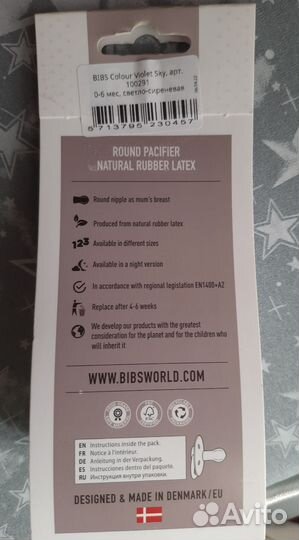 BIBS Colour Violet Sky, арт.
100291
0-6 мес, светло-сиреневая
5 713795 230457
ROUND PACIFIER
NATURAL RUBBER LATEX
Round nipple as mum's breast
Produced from natural rubber latex
123
Available in different sizes
Available in a night version
In accordance with regional legislation EN1400+A2
Replace after 4-6 weeks
We develop our products with the greatest
consideration for the planet and for the children who
will inherit it
WWW.BIBSWORLD.COM
FSC
EN Instructions inside the pack.
FR Notice à l'intérieur.
DE Anleitung in der Verpackung.
ES Instrucciones dentro del paquete.
RU Инструкция внутри упаковки.
DESIGNED & MADE IN DENMARK/EU
Avito